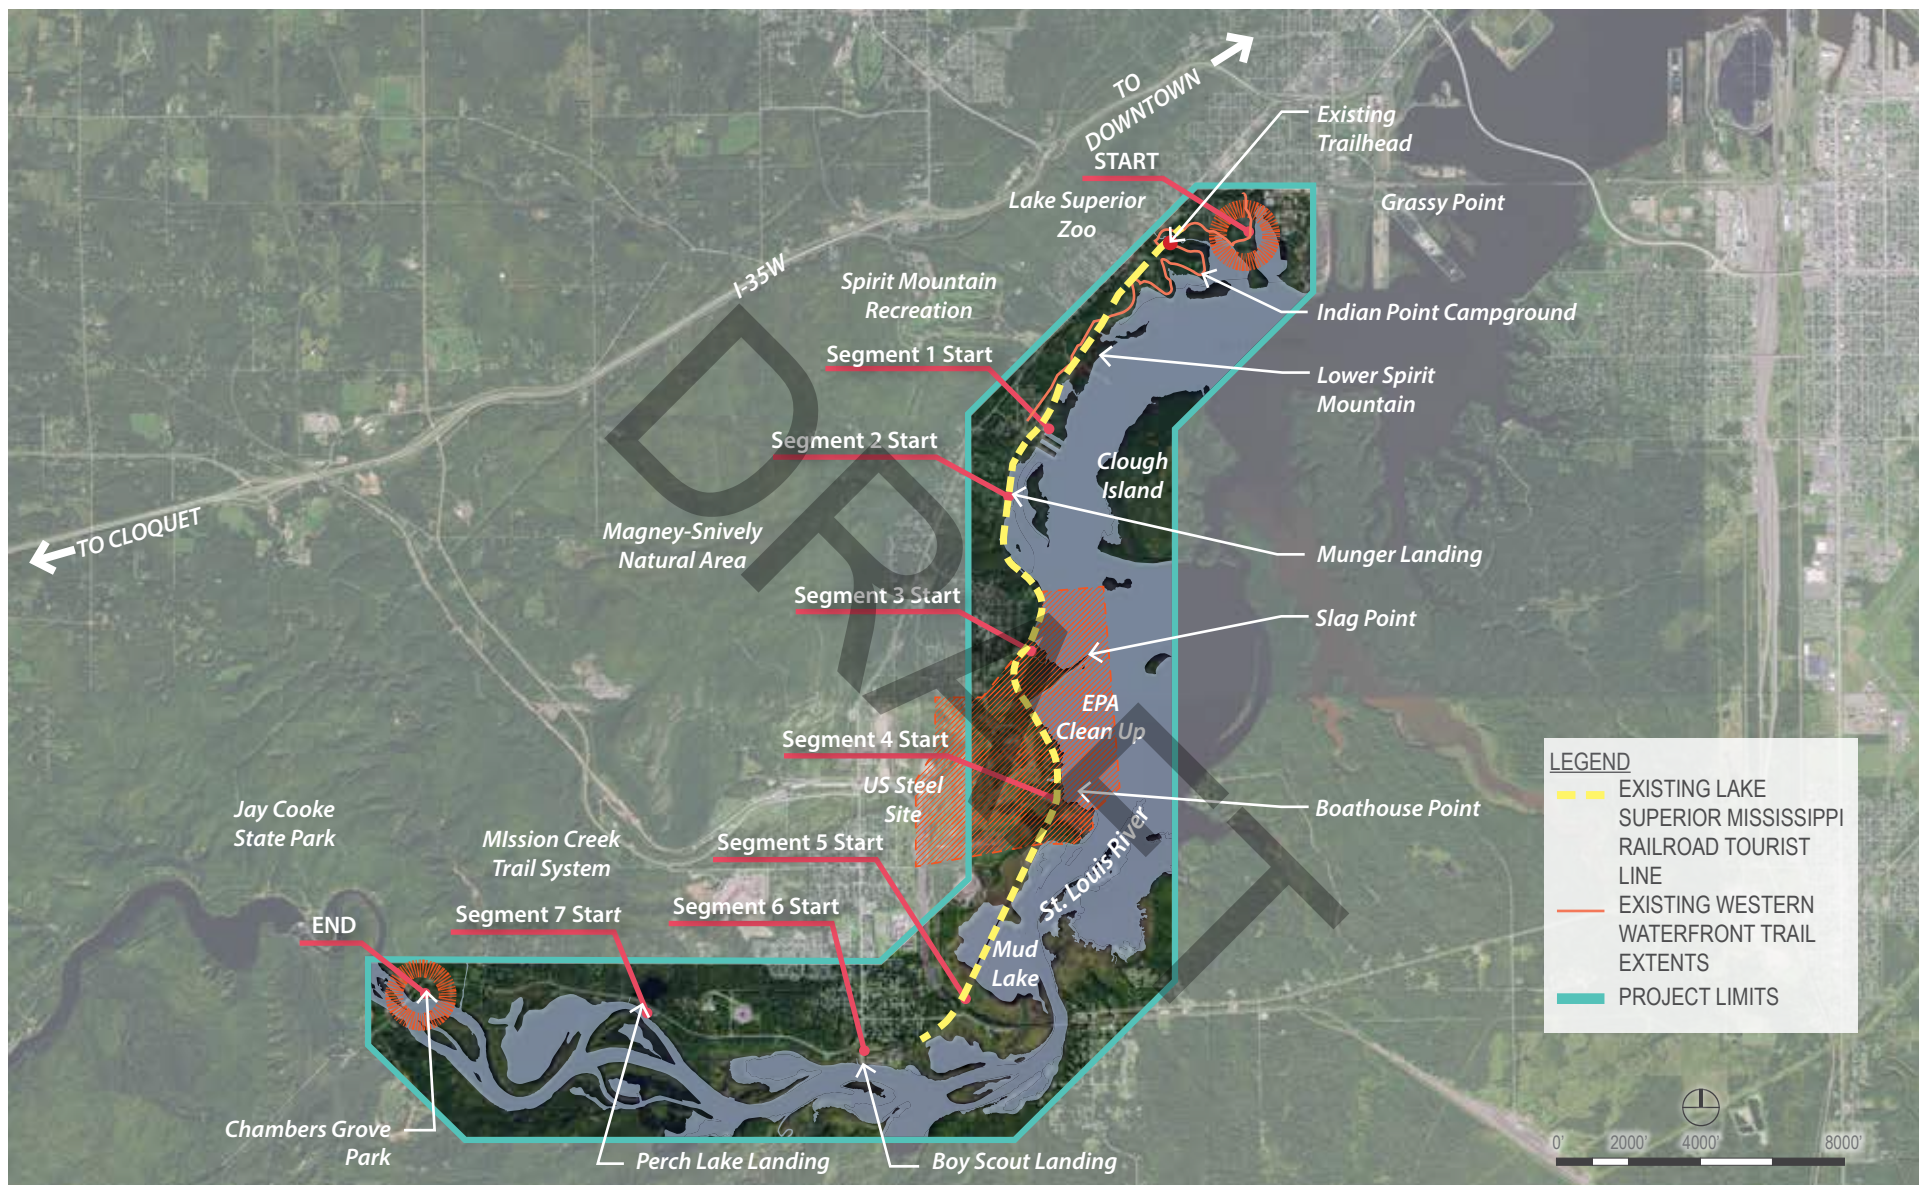 TO
DOWNTOWN
Existing
Trailhead
START
Lake Superior
Zoo
Grassy Point
I-35W
Spirit Mountain
Recreation
Indian Point Campground
Segment 1 Start
Lower Spirit
Mountain
Segment 2 Start
Clough
Island
TO CLOQUET
Magney-Snively
Natural Area
Munger Landing
Segment 3 Start
Slag Point
EPA
Clean Up
Segment 4 Start
US Steel
Site
Boathouse Point
Jay Cooke
State Park
MIssion Creek
Trail System
Segment 5 Start
St. Louis River
Segment 6 Start
Segment 7 Start
END
Mud
Lake
Chambers Grove
Park
Perch Lake Landing
Boy Scout Landing
DRAFT
LEGEND
EXISTING LAKE
SUPERIOR MISSISSIPPI
RAILROAD TOURIST
LINE
EXISTING WESTERN
WATERFRONT TRAIL
EXTENTS
PROJECT LIMITS
0' 2000' 4000' 8000'